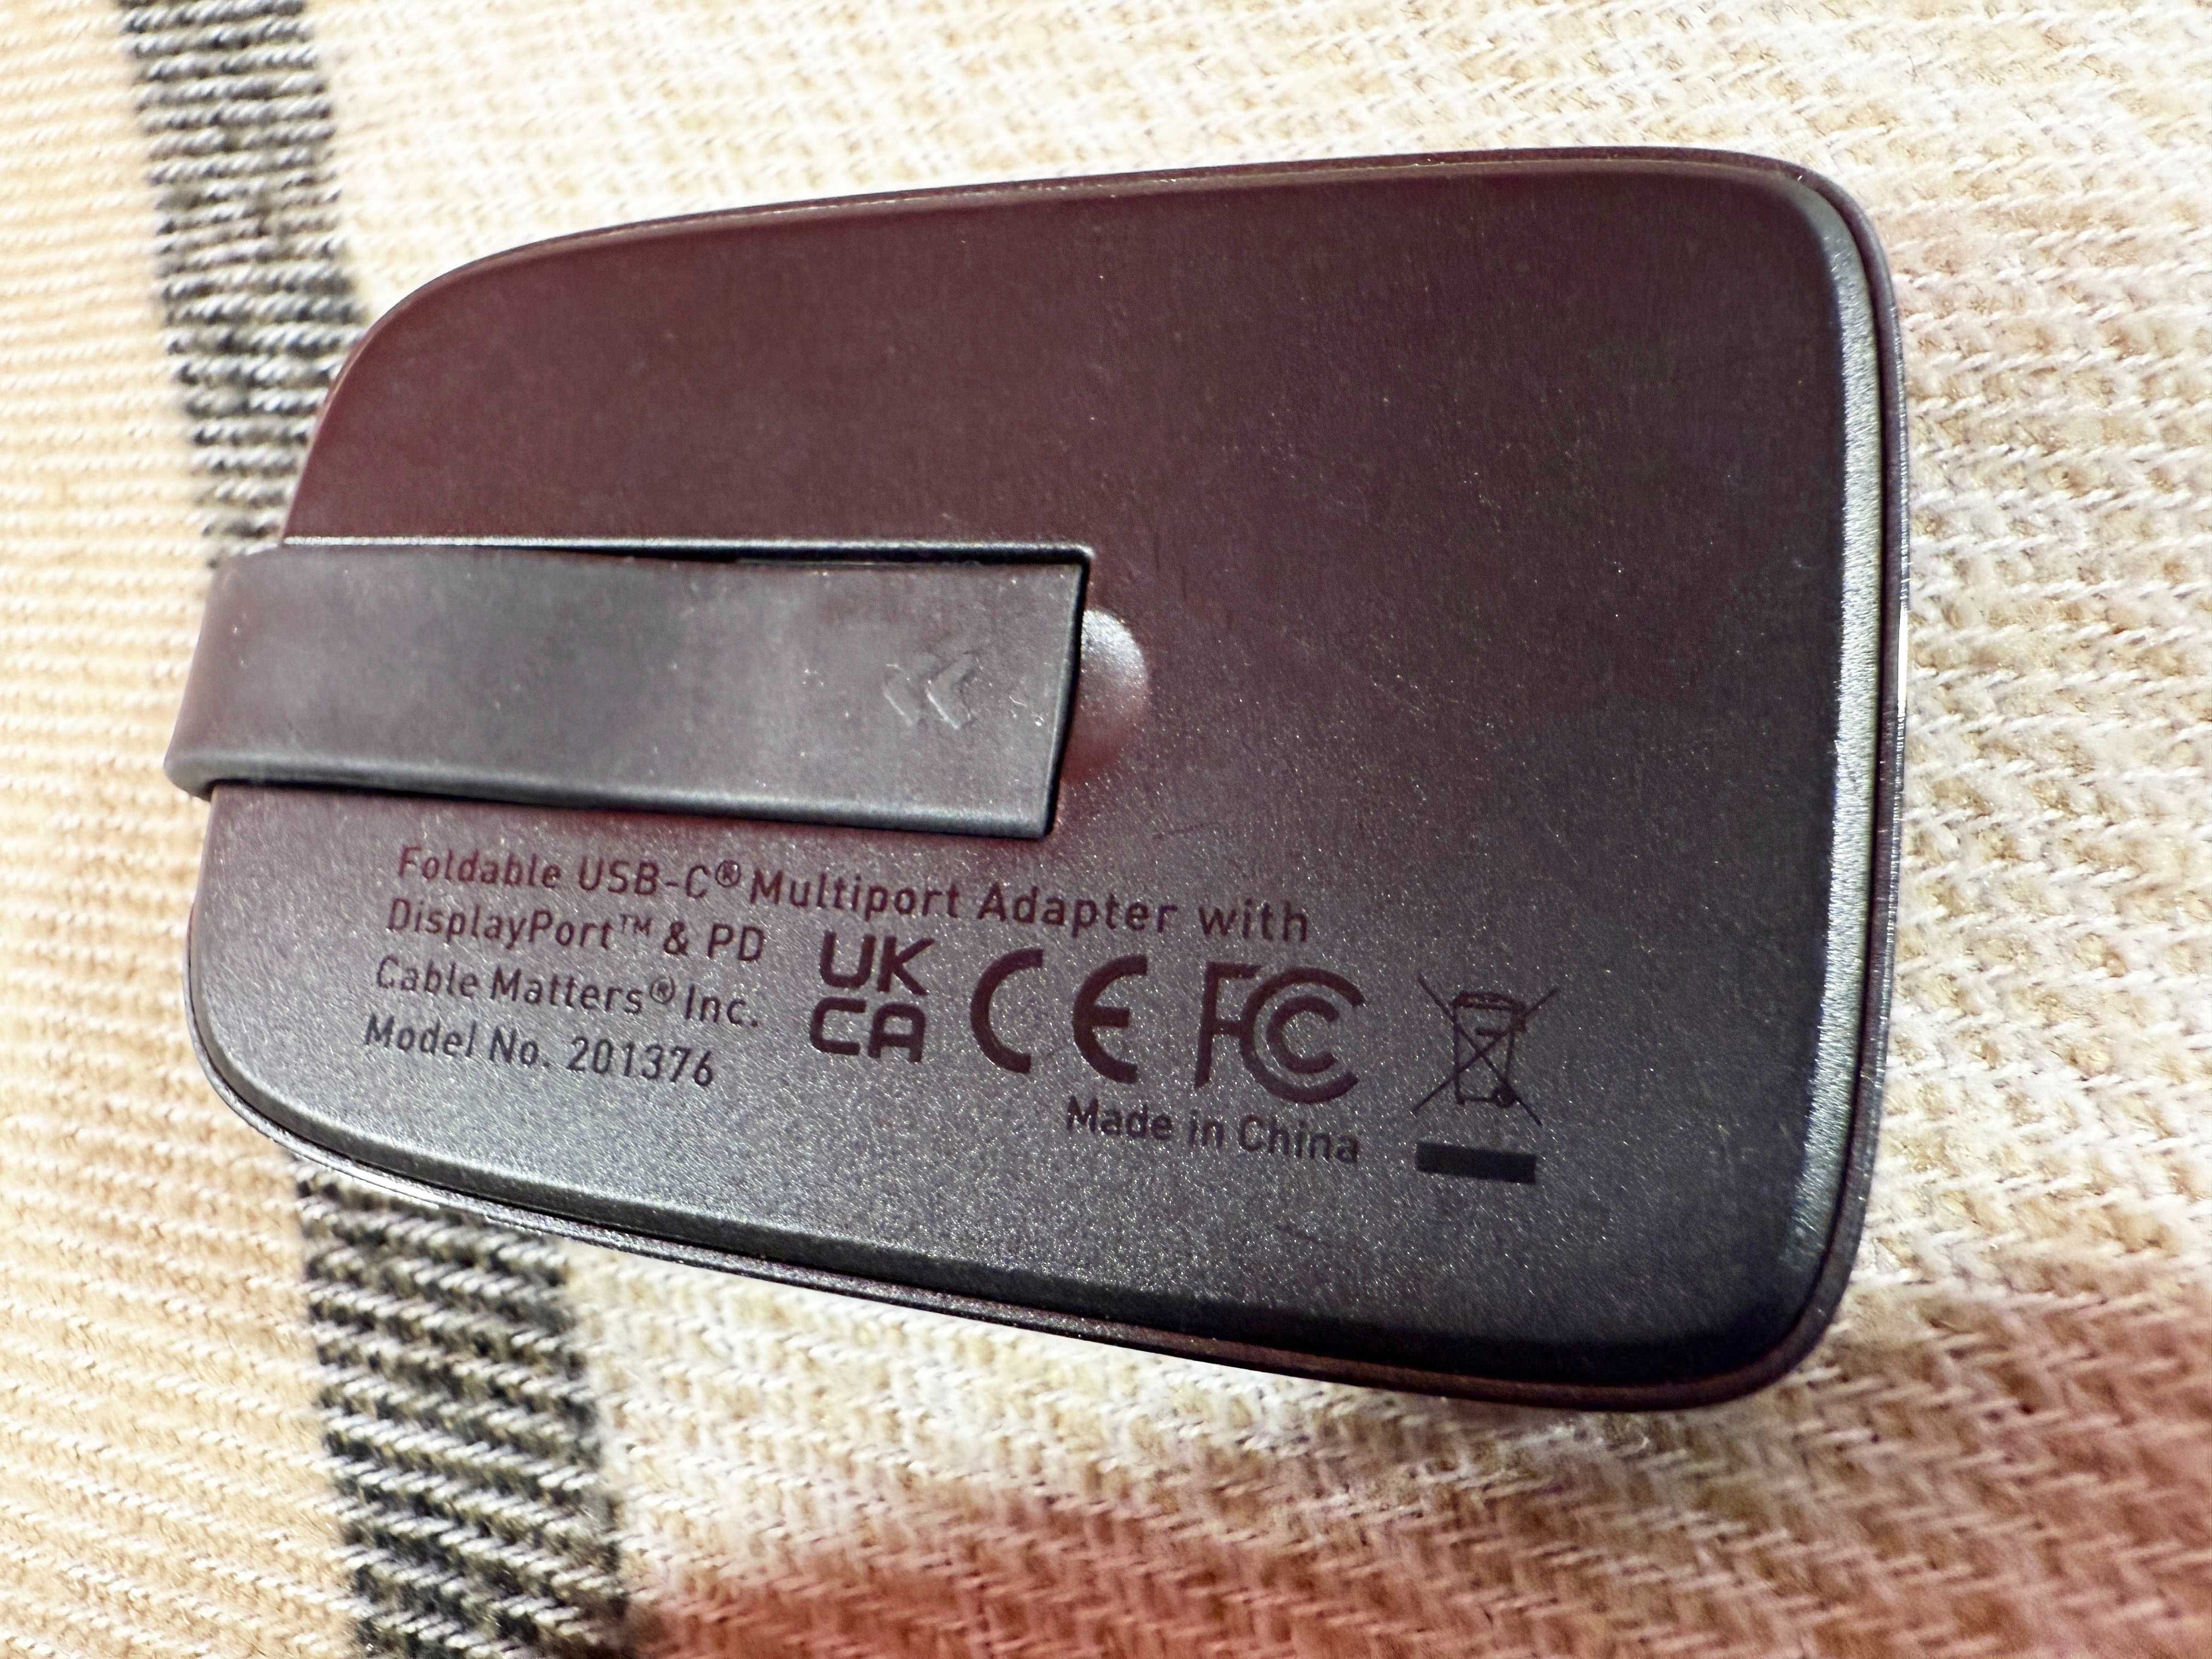 Foldable USB-C® Multiport Adapter with
DisplayPort™ & PD
Cable Matters® Inc.
Model No. 201376
UK
CA
CE
FCC
Made in China